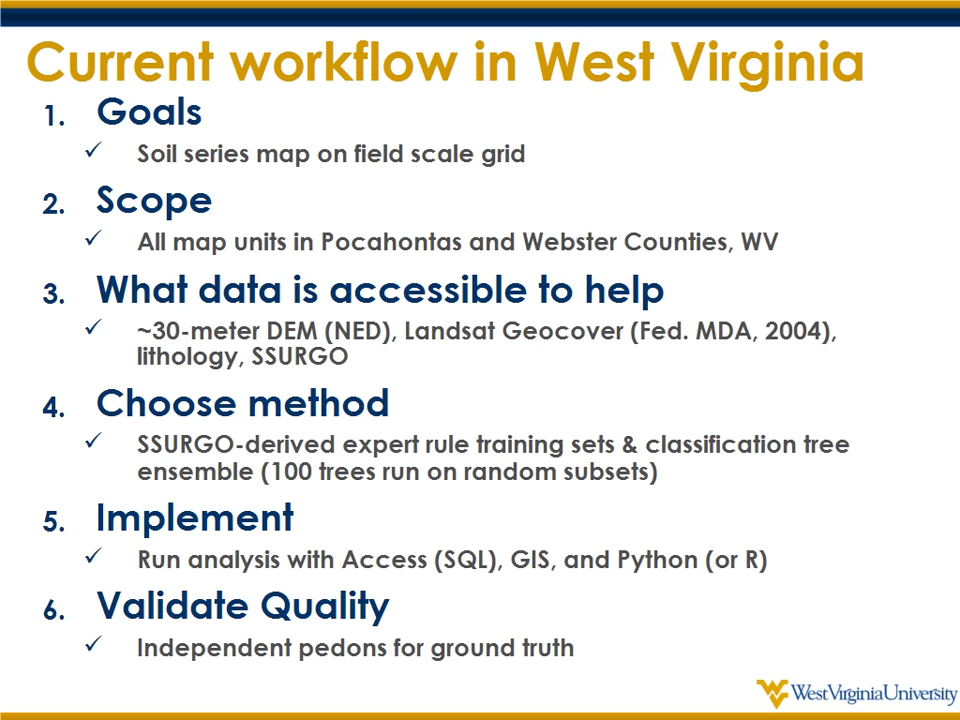 Current workflow in West Virginia
1. Goals
✓ Soil series map on field scale grid
2. Scope
✓ All map units in Pocahontas and Webster Counties, WV
3. What data is accessible to help
✓ ~30-meter DEM (NED), Landsat Geocover (Fed. MDA, 2004),
lithology, SSURGO
4. Choose method
✓ SSURGO-derived expert rule training sets & classification tree
ensemble (100 trees run on random subsets)
5. Implement
✓ Run analysis with Access (SQL), GIS, and Python (or R)
6. Validate Quality
✓ Independent pedons for ground truth
West Virginia University